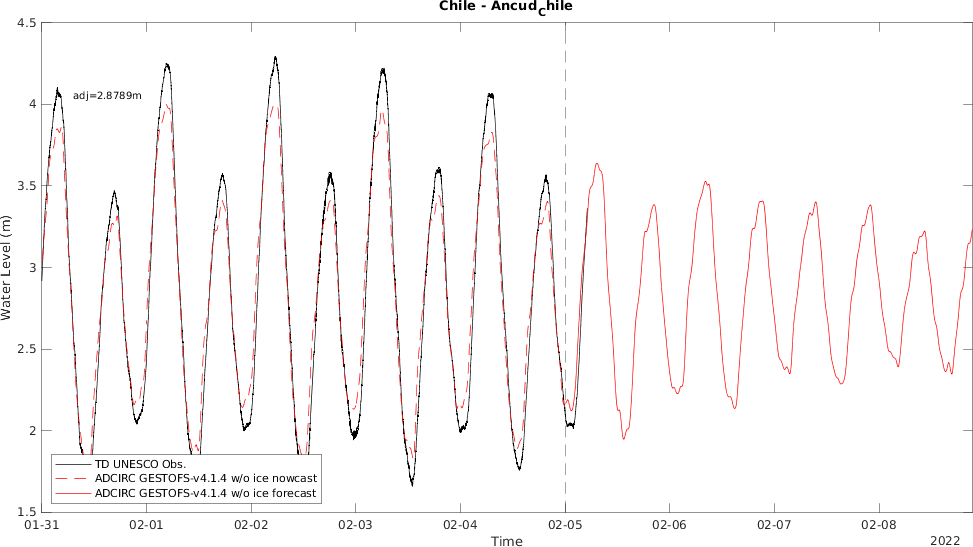 Chile - AncudChile
4.5
4
3.5
3
2.5
2
1.5
Water Level (m)
adj=2.8789m
TD UNESCO Obs.
ADCIRC GESTOFS-v4.1.4 w/o ice nowcast
ADCIRC GESTOFS-v4.1.4 w/o ice forecast
01-31 02-01 02-02 02-03 02-04 02-05 02-06 02-07 02-08
Time
2022